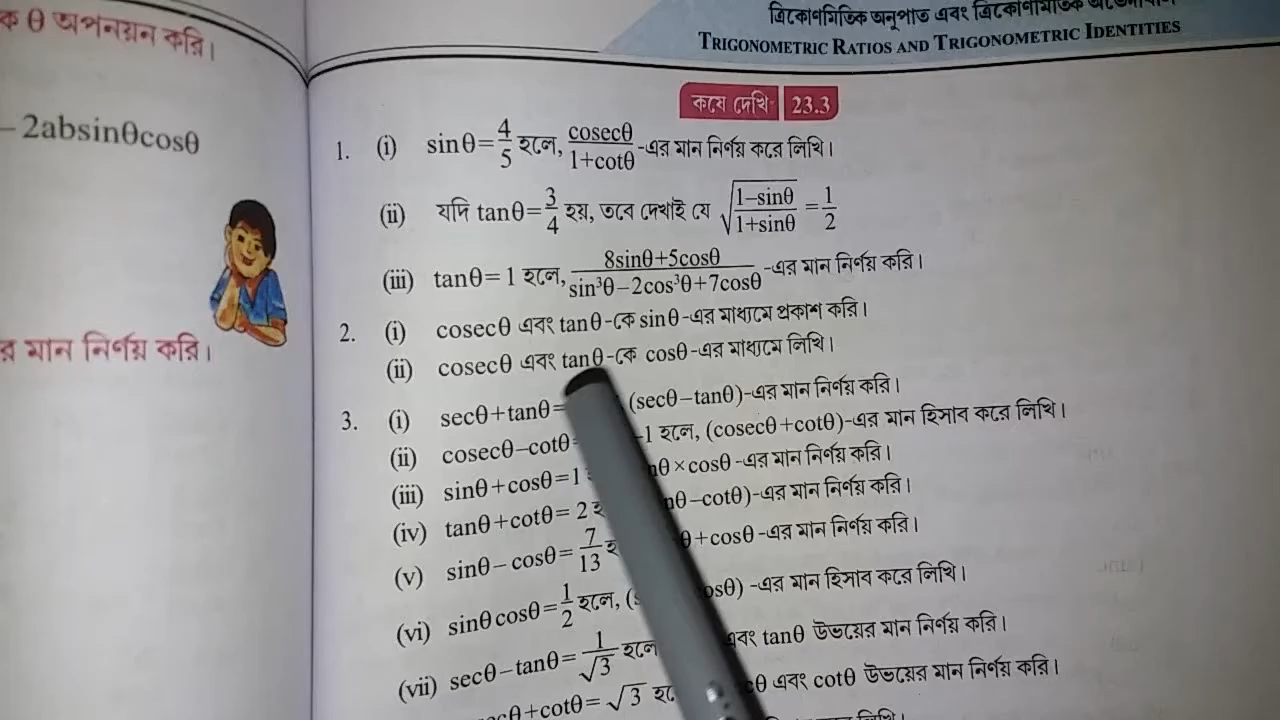 ক θ অপনয়ন করি।
– 2absinθcosθ
র মান নির্ণয় করি।
ত্রিকোণমিতিক অনুপাত এবং ত্রিকোণমিতিক
TRIGONOMETRIC RATIOS AND TRIGONOMETRIC IDENTITIES
কষে দেখি 23.3
1. (i) sinθ=4/5 হলে, cosecθ/1+cotθ -এর মান নির্ণয় করে লিখি।
(ii) যদি tanθ=3/4 হয়, তবে দেখাই যে √1–sinθ/1+sinθ =1/2
(iii) tanθ=1 হলে, 8sinθ+5cosθ/sin³θ–2cos³θ+7cosθ -এর মান নির্ণয় করি।
2. (i) cosecθ এবং tanθ-কে sinθ-এর মাধ্যমে প্রকাশ করি।
(ii) cosecθ এবং tanθ-কে cosθ-এর মাধ্যমে লিখি।
3. (i) secθ+tanθ= (secθ–tanθ)-এর মান নির্ণয় করি।
(ii) cosecθ–cotθ –1 হলে, (cosecθ+cotθ)-এর মান হিসাব করে লিখি।
(iii) sinθ+cosθ=1 θ×cosθ -এর মান নির্ণয় করি।
(iv) tanθ+cotθ= 2 θ–cotθ)-এর মান নির্ণয় করি।
(v) sinθ– cosθ=7/13 θ+cosθ -এর মান নির্ণয় করি।
(vi) sinθ cosθ=1/2 হলে, ( osθ) -এর মান হিসাব করে লিখি।
(vii) secθ–tanθ=1/√3 হলে এবং tanθ উভয়ের মান নির্ণয় করি।
θ+cotθ= √3 θ এবং cotθ উভয়ের মান নির্ণয় করি।
লিখি।